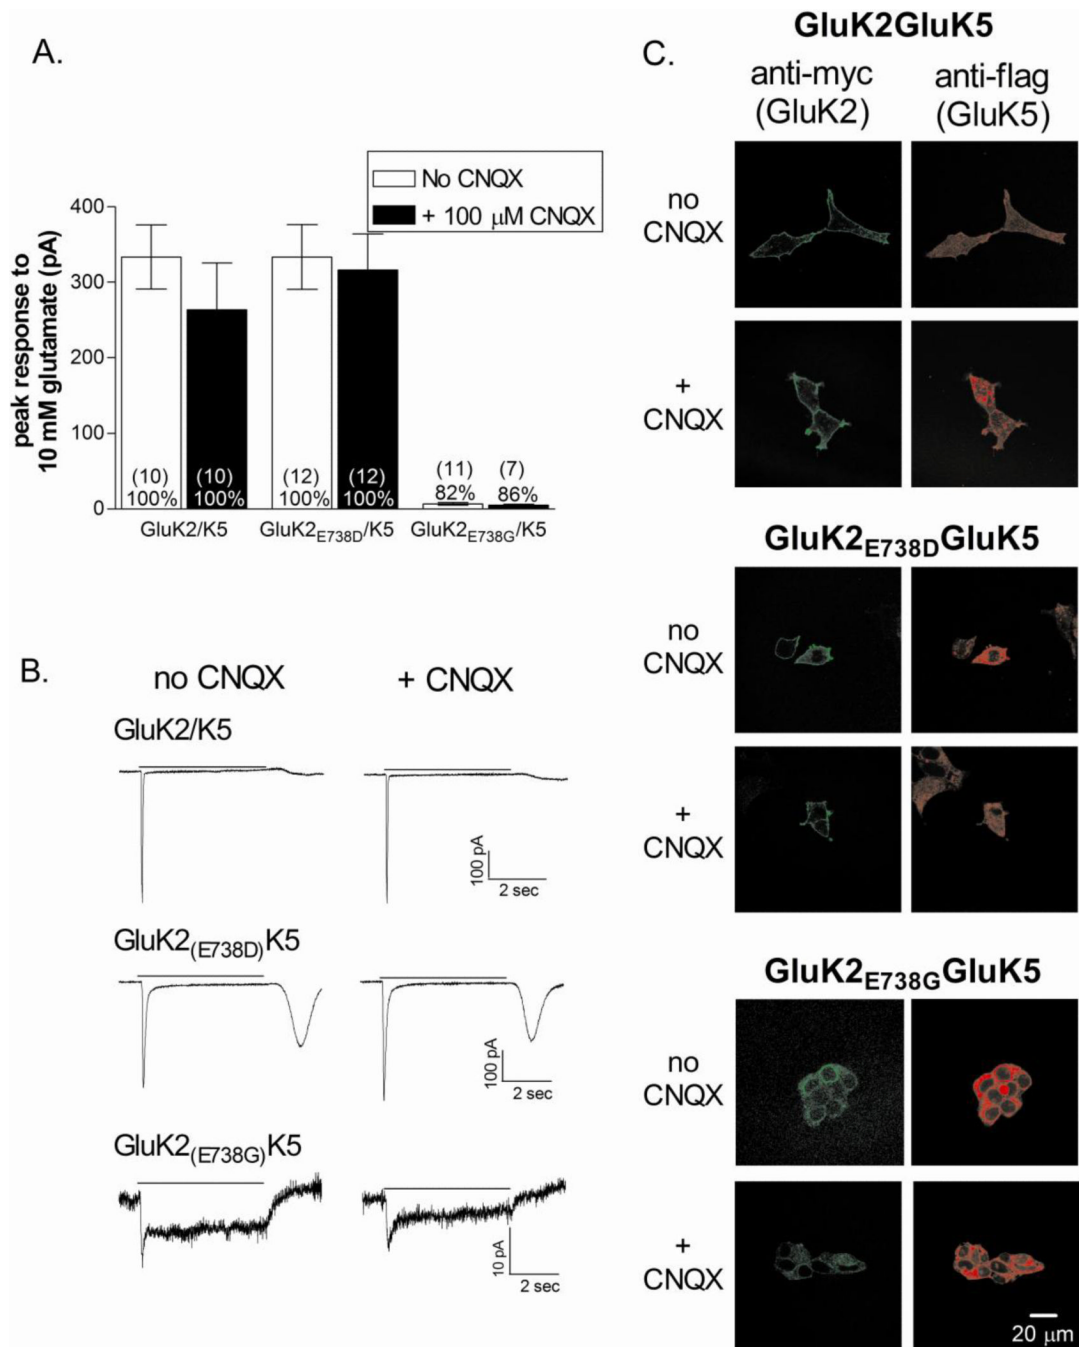 A.
No CNQX
+ 100 μM CNQX
peak response to
10 mM glutamate (pA)
400
300
200
100
0
(10)
100%
(10)
100%
(12)
100%
(12)
100%
(11)
82%
(7)
86%
GluK2/K5
GluK2E738D/K5
GluK2E738G/K5
B.
no CNQX
+ CNQX
GluK2/K5
100 pA
2 sec
GluK2(E738D)K5
100 pA
2 sec
GluK2(E738G)K5
10 pA
2 sec
C.
GluK2GluK5
anti-myc
(GluK2)
anti-flag
(GluK5)
no
CNQX
+
CNQX
GluK2E738DGluK5
no
CNQX
+
CNQX
GluK2E738GGluK5
no
CNQX
+
CNQX
20 μm